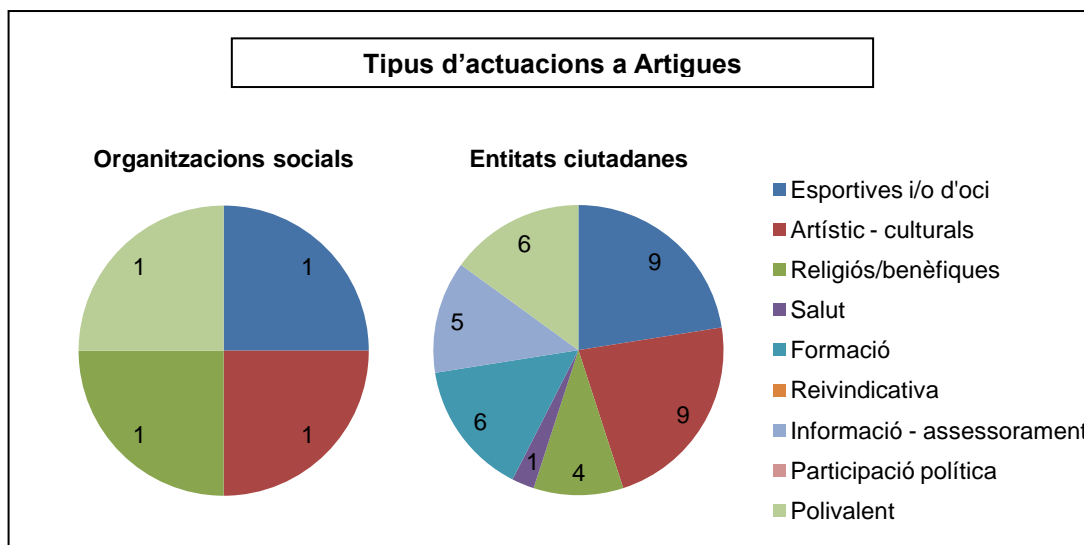 Tipus d'actuacions a Artigues
Organitzacions socials
1
1
1
1
Entitats ciutadanes
6
9
5
6
9
1
4
Esportives i/o d'oci
Artístic - culturals
Religiós/benèfiques
Salut
Formació
Reivindicativa
Informació - assessorament
Participació política
Polivalent